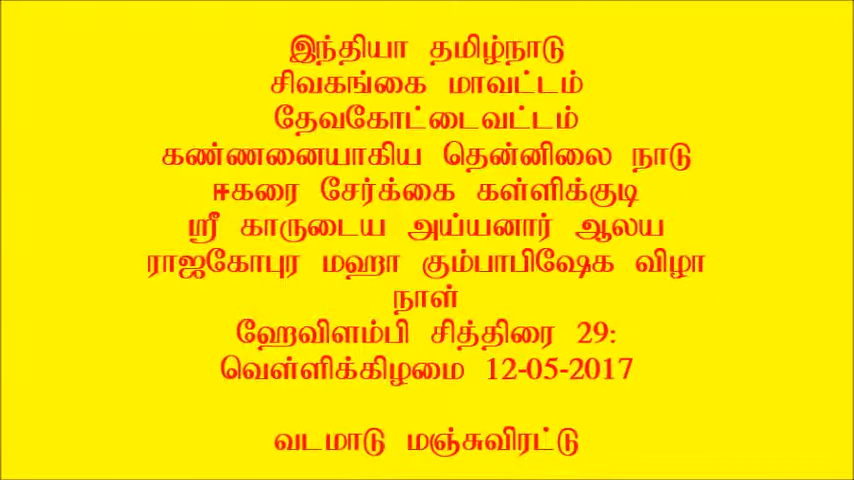 இந்தியா தமிழ்நாடு
சிவகங்கை மாவட்டம்
தேவகோட்டைவட்டம்
கண்ணனையாகிய தென்னிலை நாடு
ஈகரை சேர்க்கை கள்ளிக்குடி
ஸ்ரீ காருடைய அய்யனார் ஆலய
ராஜகோபுர மஹா கும்பாபிஷேக விழா
நாள்
ஹேவிளம்பி சித்திரை 29:
வெள்ளிக்கிழமை 12-05-2017
வடமாடு மஞ்சுவிரட்டு